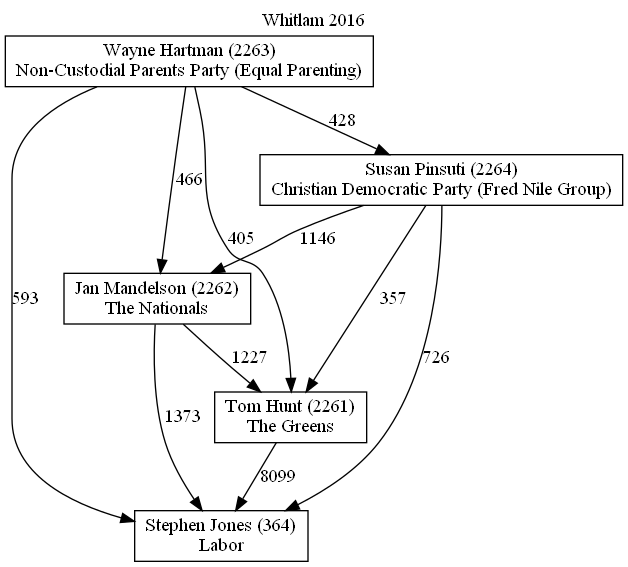 Whitlam 2016
Wayne Hartman (2263)
Non-Custodial Parents Party (Equal Parenting)
428
Susan Pinsuti (2264)
Christian Democratic Party (Fred Nile Group)
466
405
1146
Jan Mandelson (2262)
The Nationals
593
357
1227
726
Tom Hunt (2261)
The Greens
1373
8099
Stephen Jones (364)
Labor